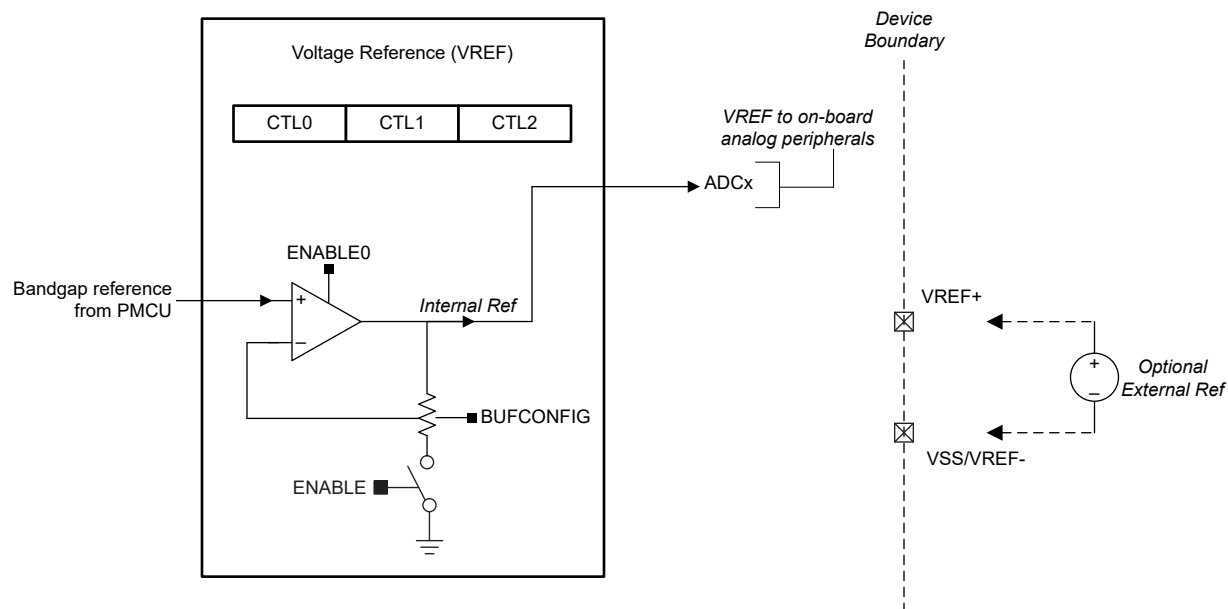 Device
Boundary
Voltage Reference (VREF)
CTL0
CTL1
CTL2
VREF to on-board
analog peripherals
ADCx
ENABLE0
Bandgap reference
from PMCU
+
−
Internal Ref
VREF+
BUFCONFIG
+
−
Optional
External Ref
VSS/VREF-
ENABLE